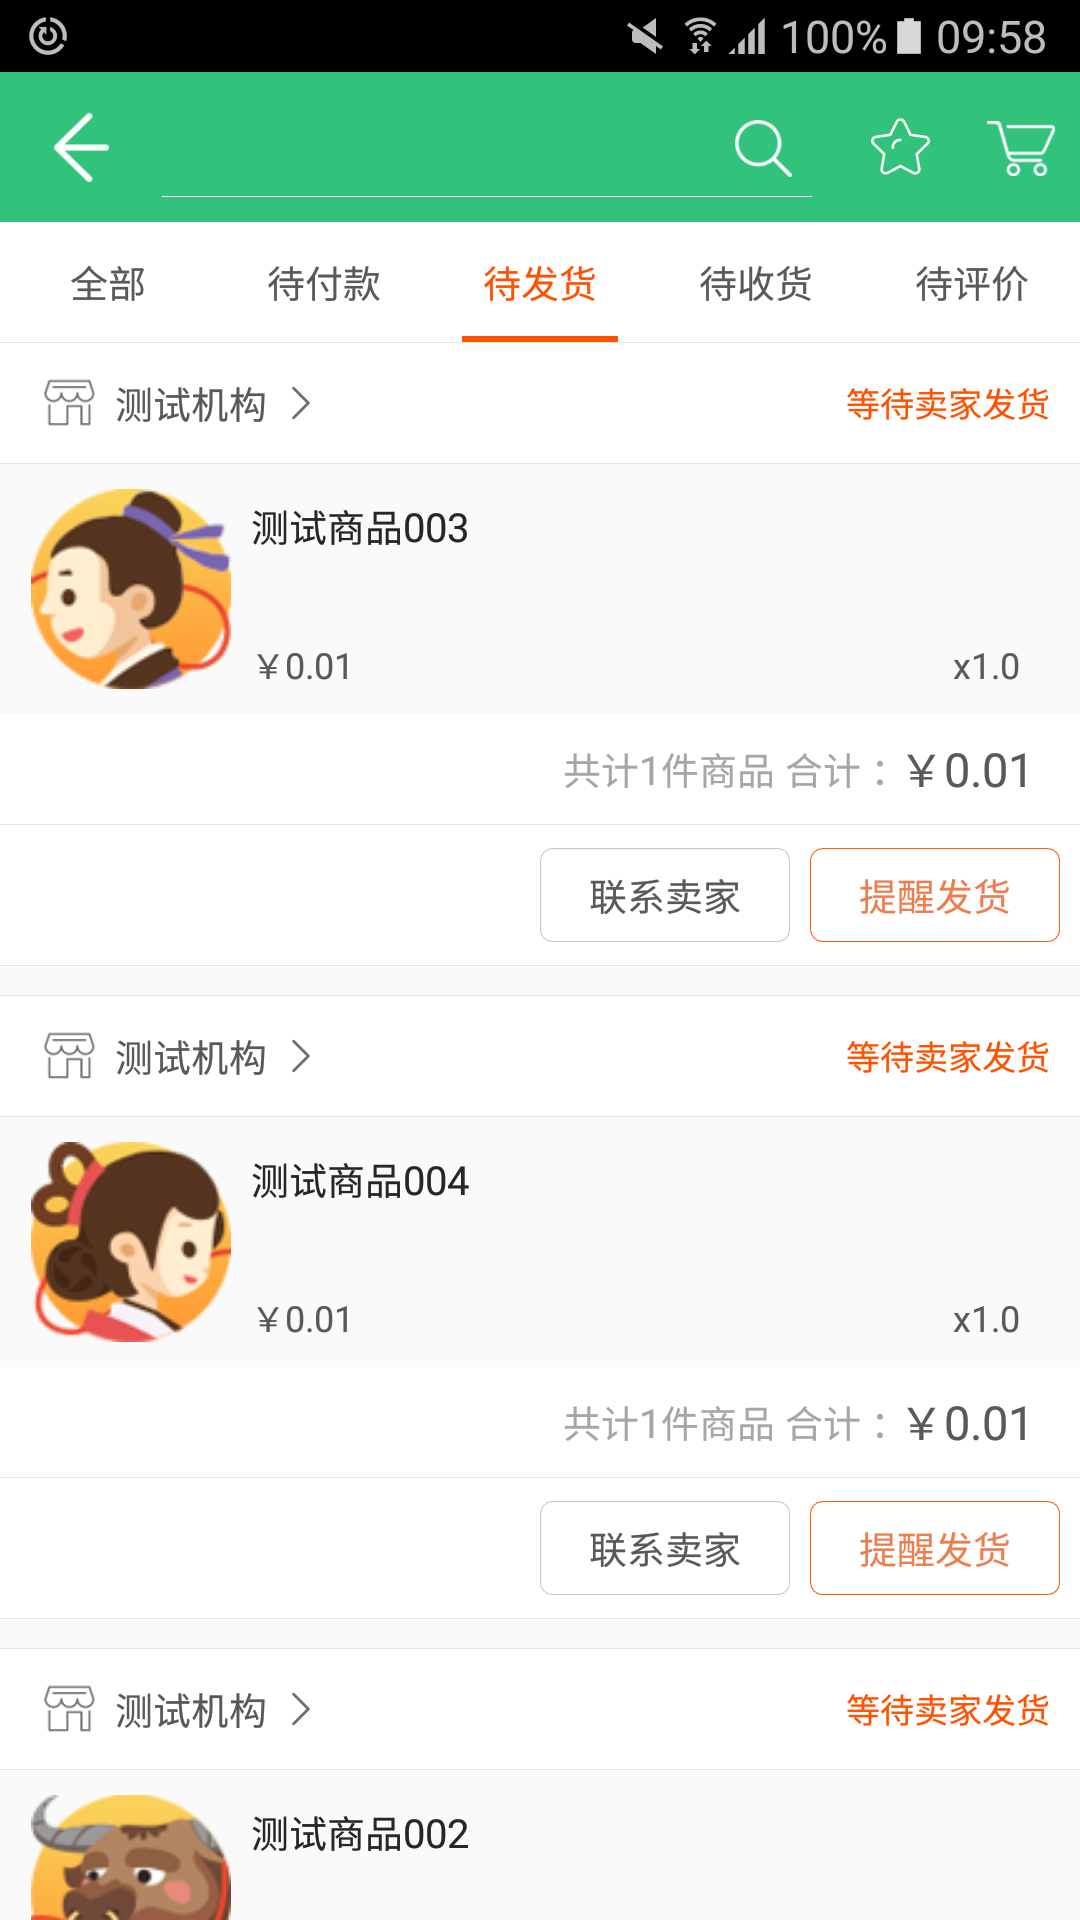 100% 09:58
全部 待付款 待发货 待收货 待评价
测试机构 等待卖家发货
测试商品003
￥0.01 x1.0
共计1件商品 合计：￥0.01
联系卖家 提醒发货
测试机构 等待卖家发货
测试商品004
￥0.01 x1.0
共计1件商品 合计：￥0.01
联系卖家 提醒发货
测试机构 等待卖家发货
测试商品002